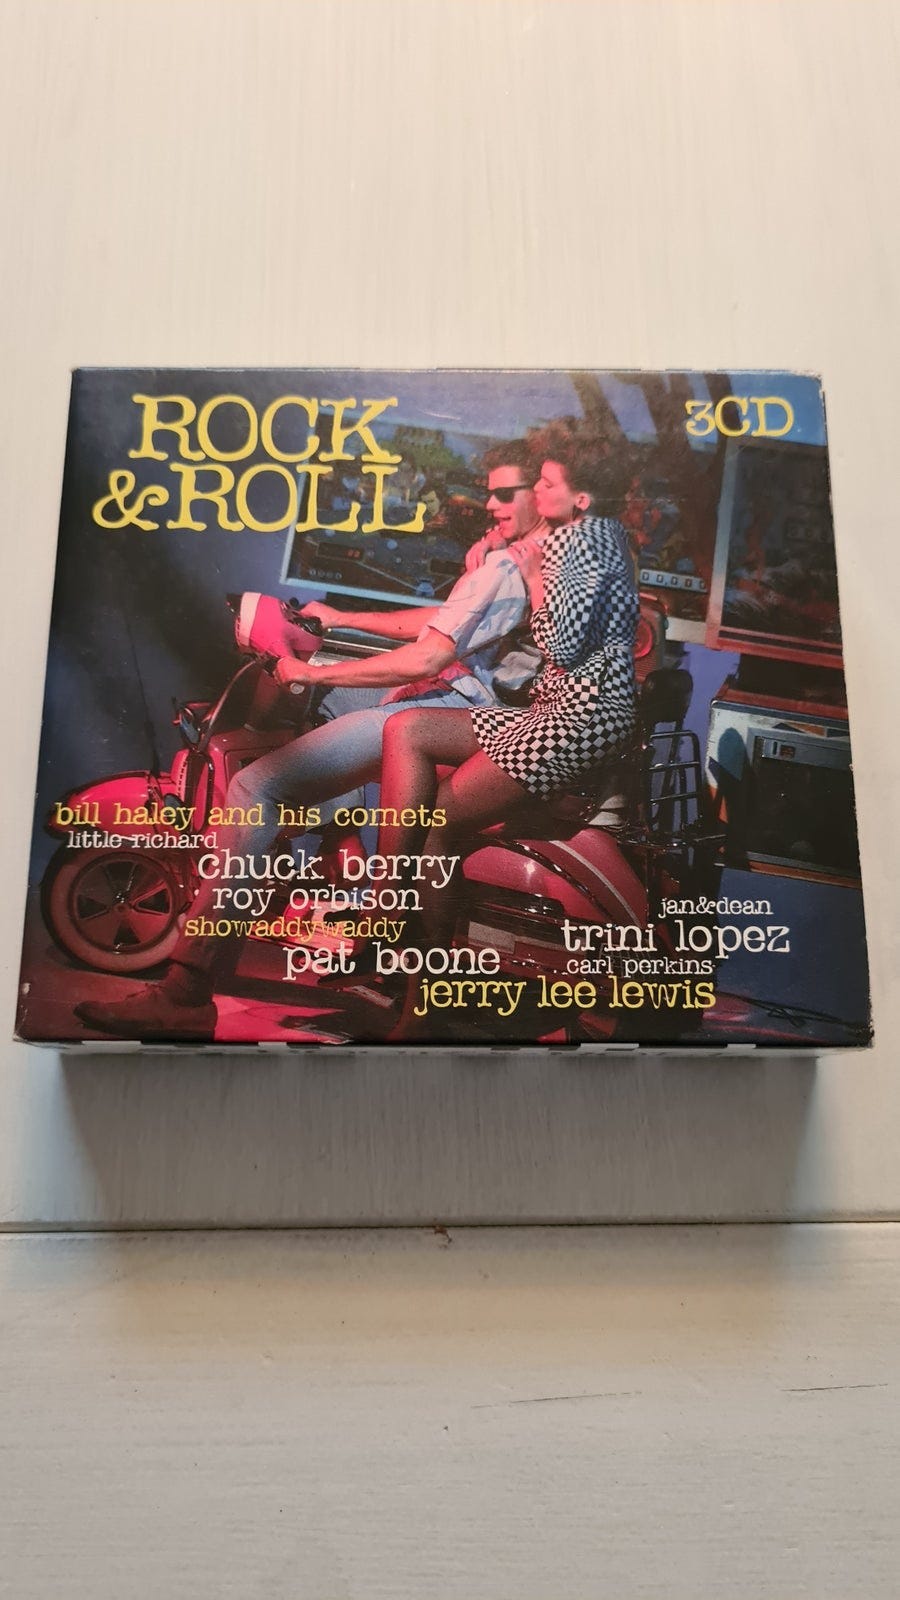 ROCK
&ROLL
3CD
bill haley and his comets
little richard
chuck berry
roy orbison
showaddywaddy
pat boone
jan&dean
trini lopez
carl perkins
jerry lee lewis